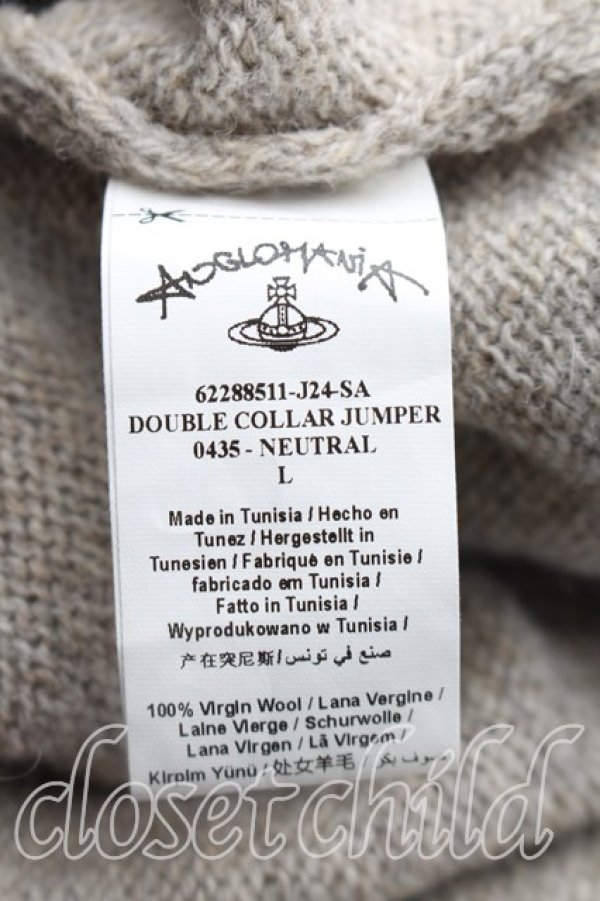 ANGLOMANIA
62288511-J24-SA
DOUBLE COLLAR JUMPER
0435 - NEUTRAL
L
Made in Tunisia / Hecho en
Tunez / Hergestellt in
Tunesien / Fabriqué en Tunisie /
fabricado em Tunisia /
Fatto in Tunisia /
Wyprodukowano w Tunisia /
产在突尼斯 / صنع في تونس
100% Virgin Wool / Lana Vergine /
Laine Vierge / Schurwolle /
Lana Virgen / Lã Virgem /
Kirpim Yünü / 处女羊毛 / صوف بكر
closetchild